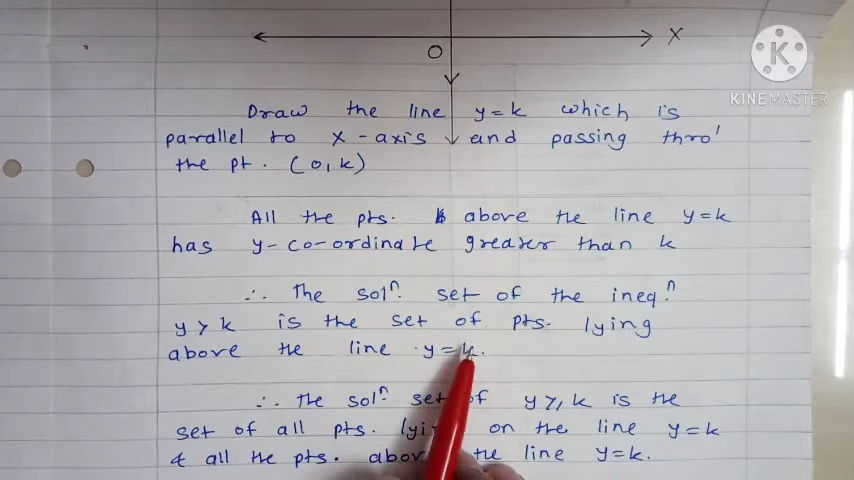 X
O
KINEMASTER
Draw the line y=k which is
parallel to X-axis and passing thro'
the pt. (0,k)
All the pts. above the line y=k
has y-co-ordinate greater than k
∴ The solⁿ. set of the ineq.ⁿ
y > k is the set of pts. lying
above the line y=k.
∴ the solⁿ set of y ≥ k is the
set of all pts. lying on the line y=k
& all the pts. above the line y=k.